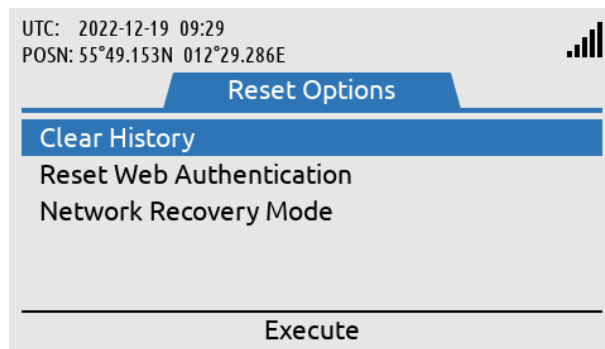 UTC: 2022-12-19 09:29
POSN: 55°49.153N 012°29.286E
Reset Options
Clear History
Reset Web Authentication
Network Recovery Mode
Execute